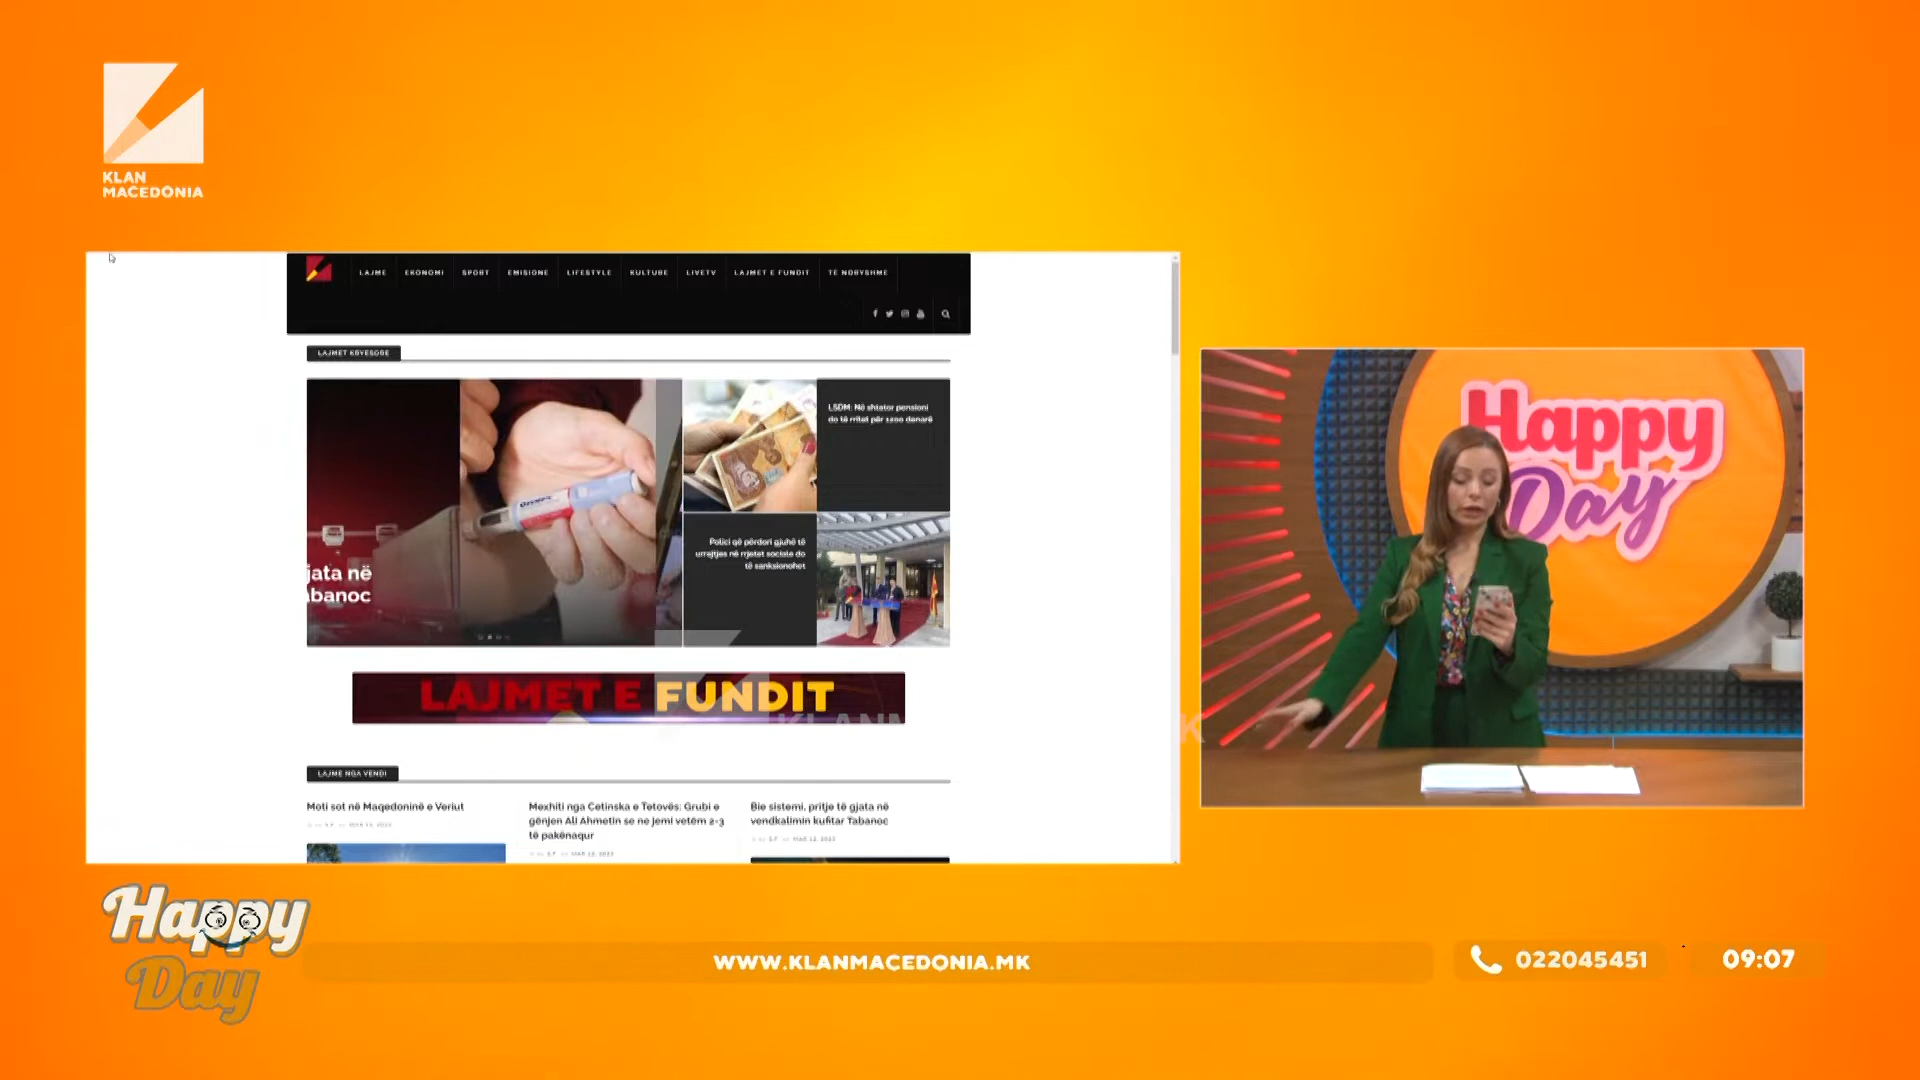 KLAN
MACEDONIA
LAJME EKONOMI SPORT EMISIONE LIFESTYLE KULTURE LIVETV LAJMET E FUNDIT TË NDRYSHME
LAJMET KRYESORE
jata në
abanoc
LSDM: Në shtator pensioni
do të rritet për 1200 denarë
Polici që përdori gjuhë të
urrejtjes në rrjetet sociale do
të sanksionohet
LAJMET E FUNDIT
LAJME NGA VENDI
Moti sot në Maqedoninë e Veriut
Mexhiti nga Cetinska e Tetovës: Grubi e
gënjen Ali Ahmetin se ne jemi vetëm 2-3
të pakënaqur
Bie sistemi, pritje të gjata në
vendkalimin kufitar Tabanoc
Happy
Day
Happy
Day
WWW.KLANMACEDONIA.MK
022045451
09:07